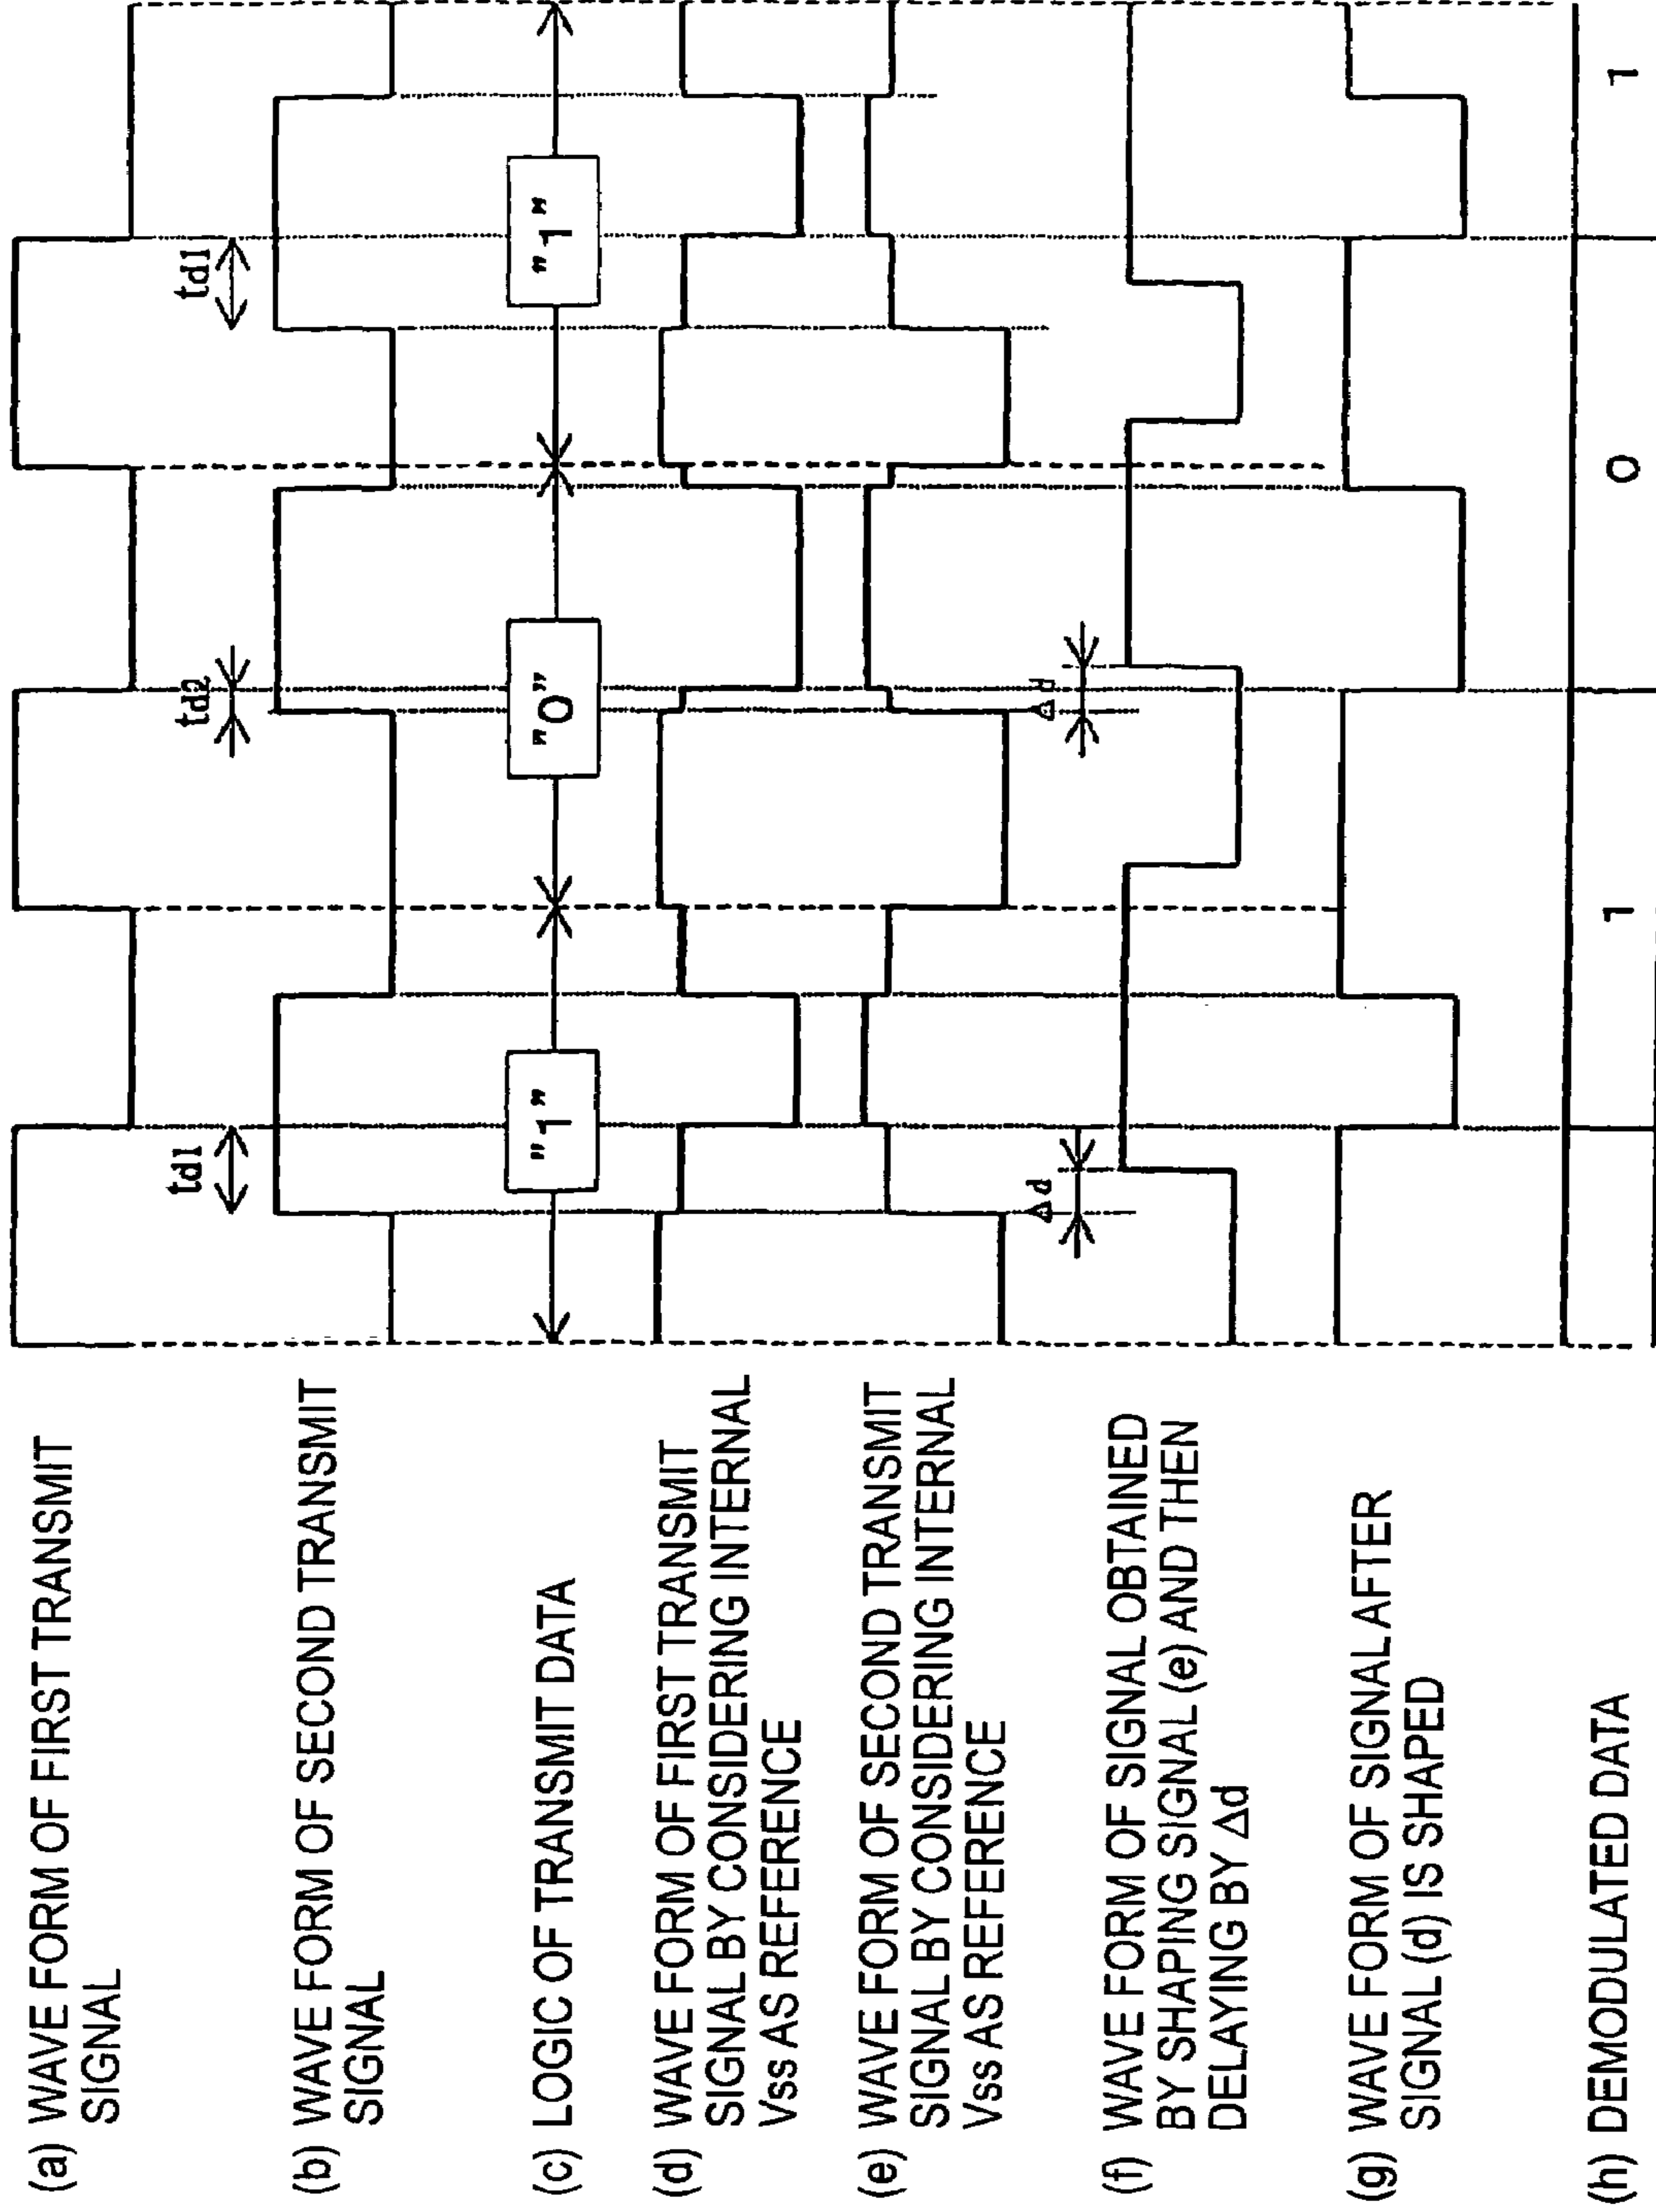 (a) WAVE FORM OF FIRST TRANSMIT
SIGNAL
td1
td2
td1
(b) WAVE FORM OF SECOND TRANSMIT
SIGNAL
(c) LOGIC OF TRANSMIT DATA
"1"
"0"
"1"
(d) WAVE FORM OF FIRST TRANSMIT
SIGNAL BY CONSIDERING INTERNAL
Vss AS REFERENCE
(e) WAVE FORM OF SECOND TRANSMIT
SIGNAL BY CONSIDERING INTERNAL
Vss AS REFERENCE
Δd
Δd
(f) WAVE FORM OF SIGNAL OBTAINED
BY SHAPING SIGNAL (e) AND THEN
DELAYING BY Δd
(g) WAVE FORM OF SIGNAL AFTER
SIGNAL (d) IS SHAPED
(h) DEMODULATED DATA
1
0
1